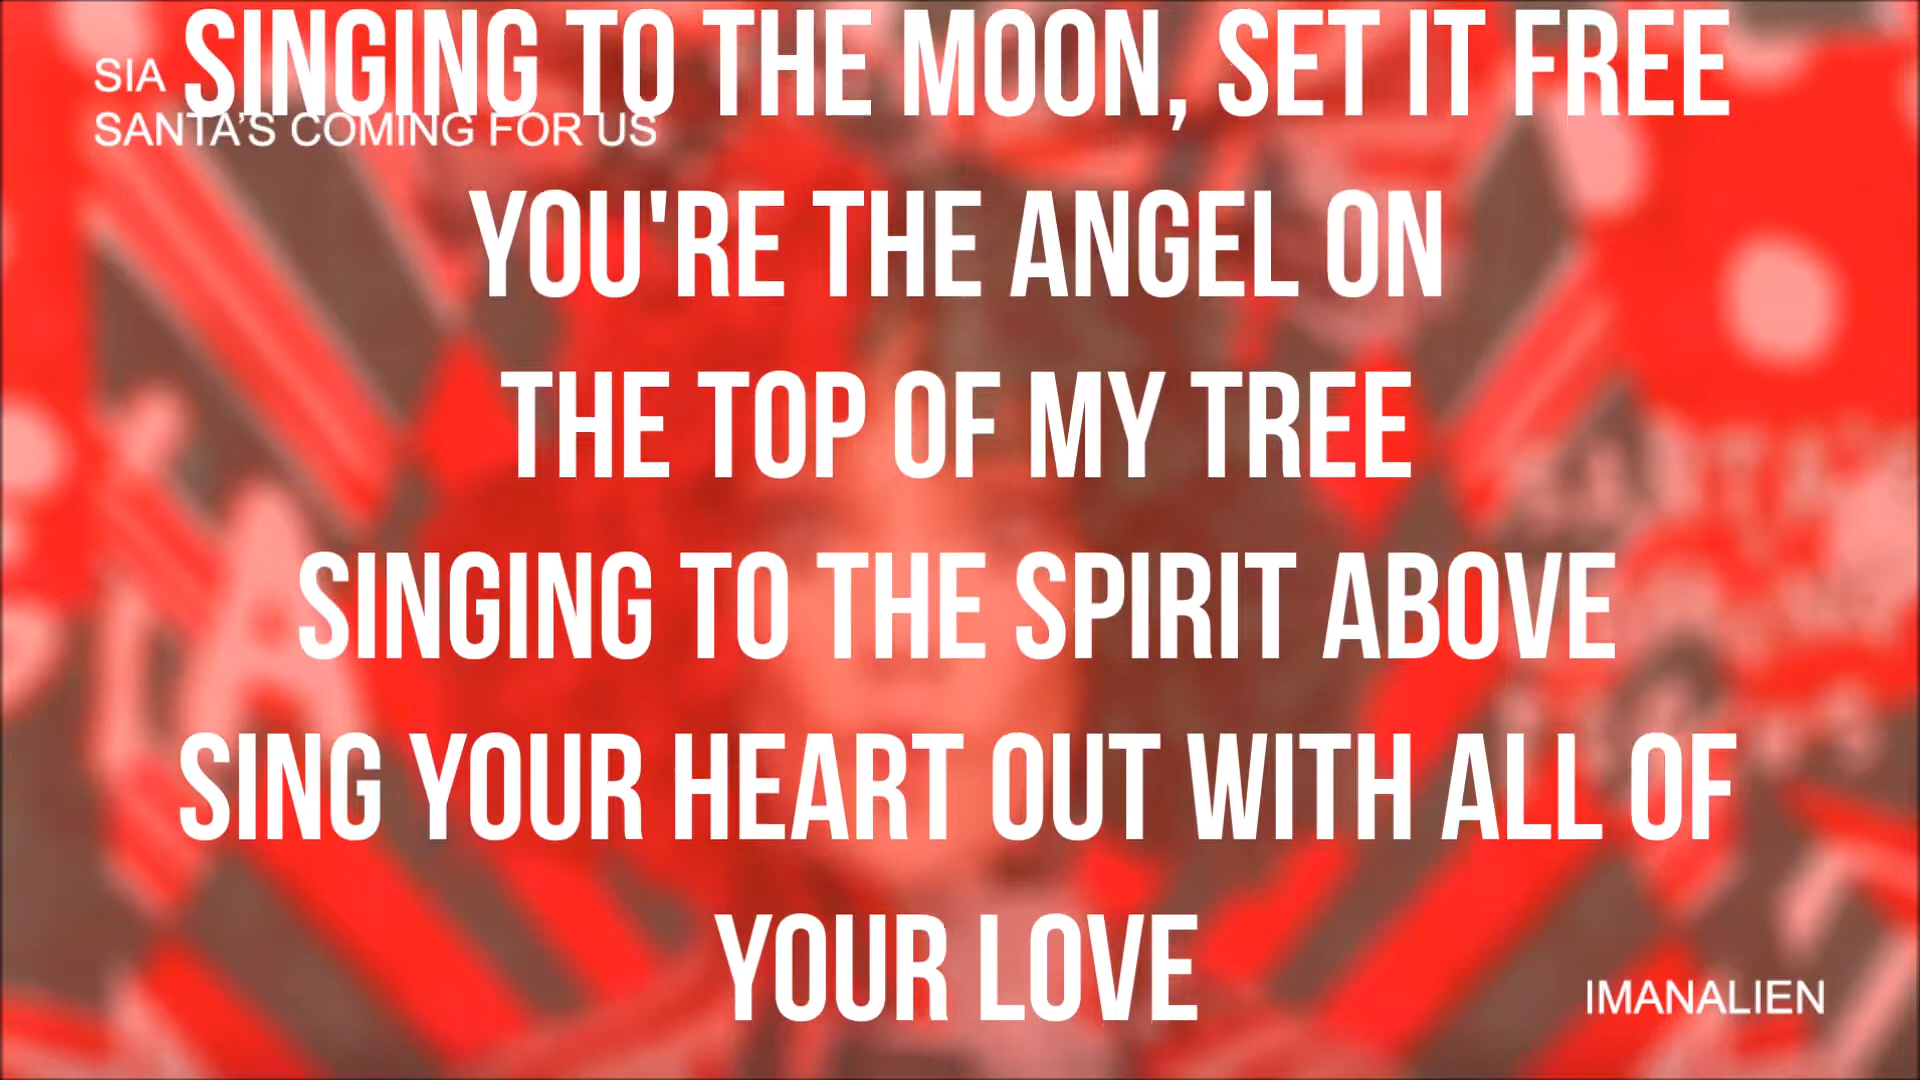 SINGING TO THE MOON, SET IT FREE
SIA
SANTA'S COMING FOR US
YOU'RE THE ANGEL ON
THE TOP OF MY TREE
SINGING TO THE SPIRIT ABOVE
SING YOUR HEART OUT WITH ALL OF
YOUR LOVE
IMANALIEN